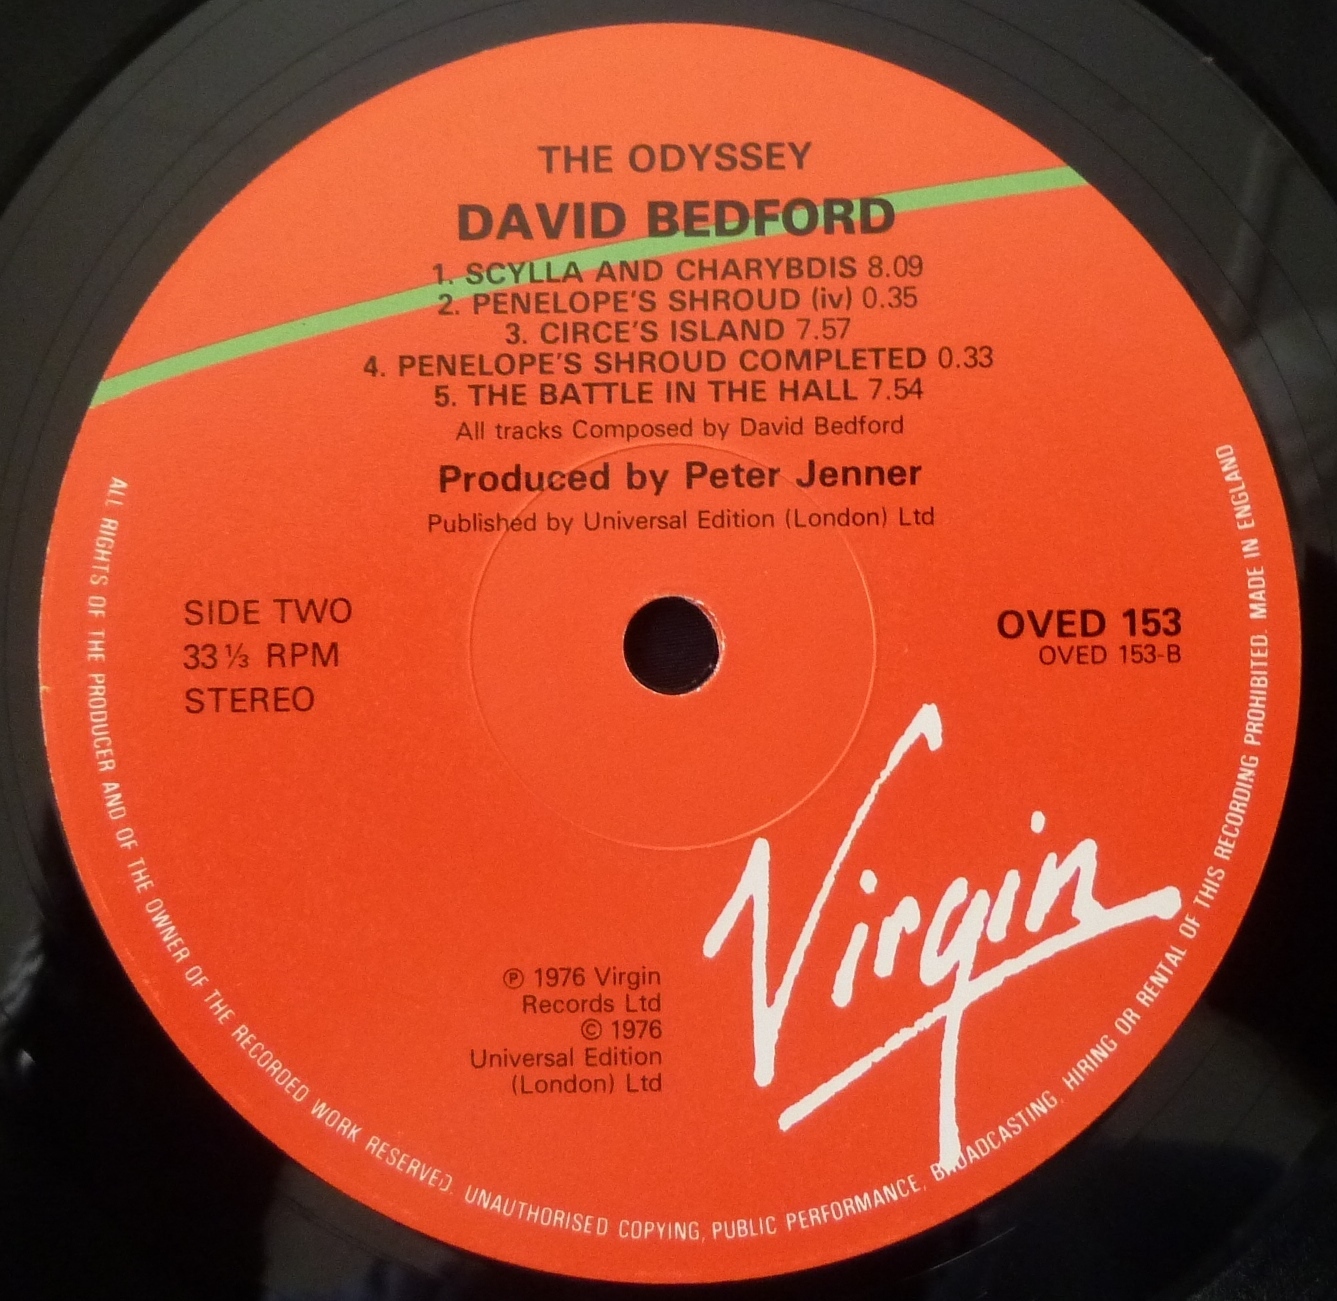 THE ODYSSEY
DAVID BEDFORD
1. SCYLLA AND CHARYBDIS 8.09
2. PENELOPE'S SHROUD (iv) 0.35
3. CIRCE'S ISLAND 7.57
4. PENELOPE'S SHROUD COMPLETED 0.33
5. THE BATTLE IN THE HALL 7.54
All tracks Composed by David Bedford
Produced by Peter Jenner
Published by Universal Edition (London) Ltd
SIDE TWO
33⅓ RPM
STEREO
OVED 153
OVED 153-B
Virgin
℗ 1976 Virgin
Records Ltd
© 1976
Universal Edition
(London) Ltd
ALL RIGHTS OF THE PRODUCER AND OF THE OWNER OF THE RECORDED WORK RESERVED. UNAUTHORISED COPYING, PUBLIC PERFORMANCE, BROADCASTING, HIRING OR RENTAL OF THIS RECORDING PROHIBITED. MADE IN ENGLAND